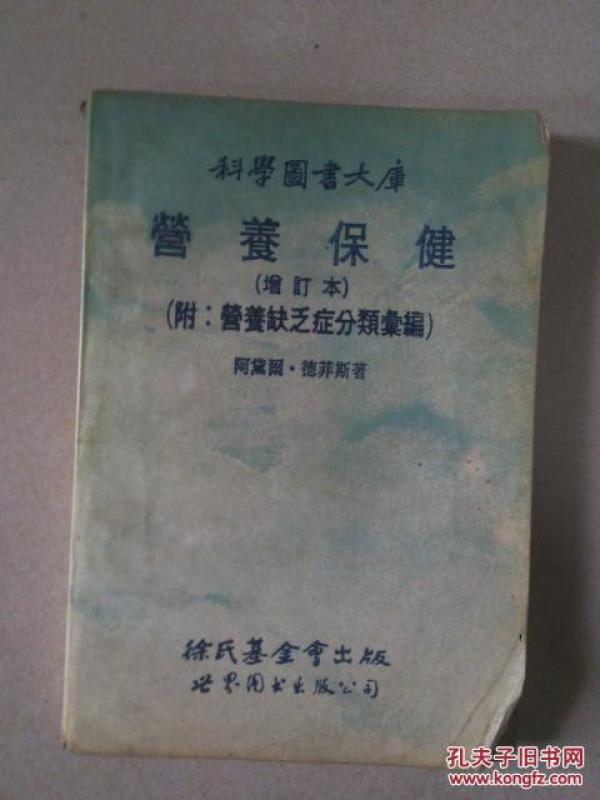 科學圖書大庫
營養保健
(增訂本)
(附：營養缺乏症分類彙編)
阿黛爾·德菲斯著
徐氏基金會出版
世界图书出版公司
孔夫子旧书网
www.kongfz.com